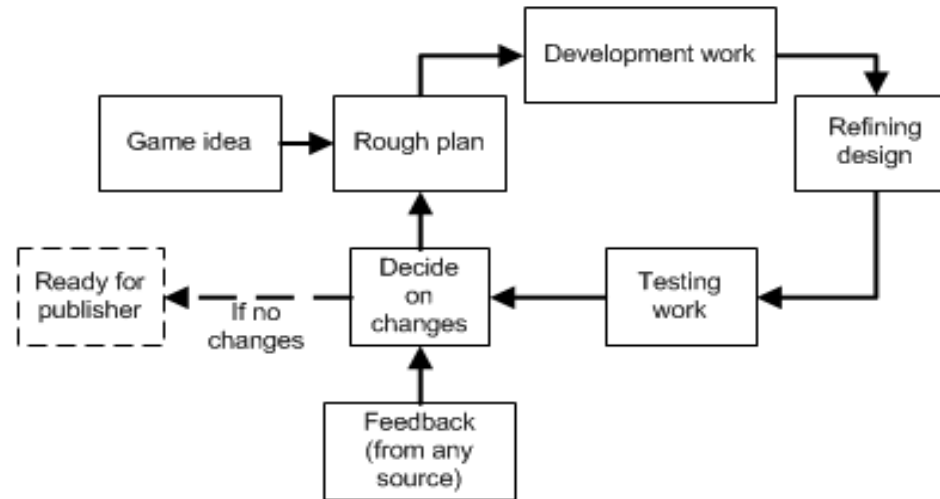 Development work
Game idea
Rough plan
Refining
design
Ready for
publisher
If no
changes
Decide
on
changes
Testing
work
Feedback
(from any
source)